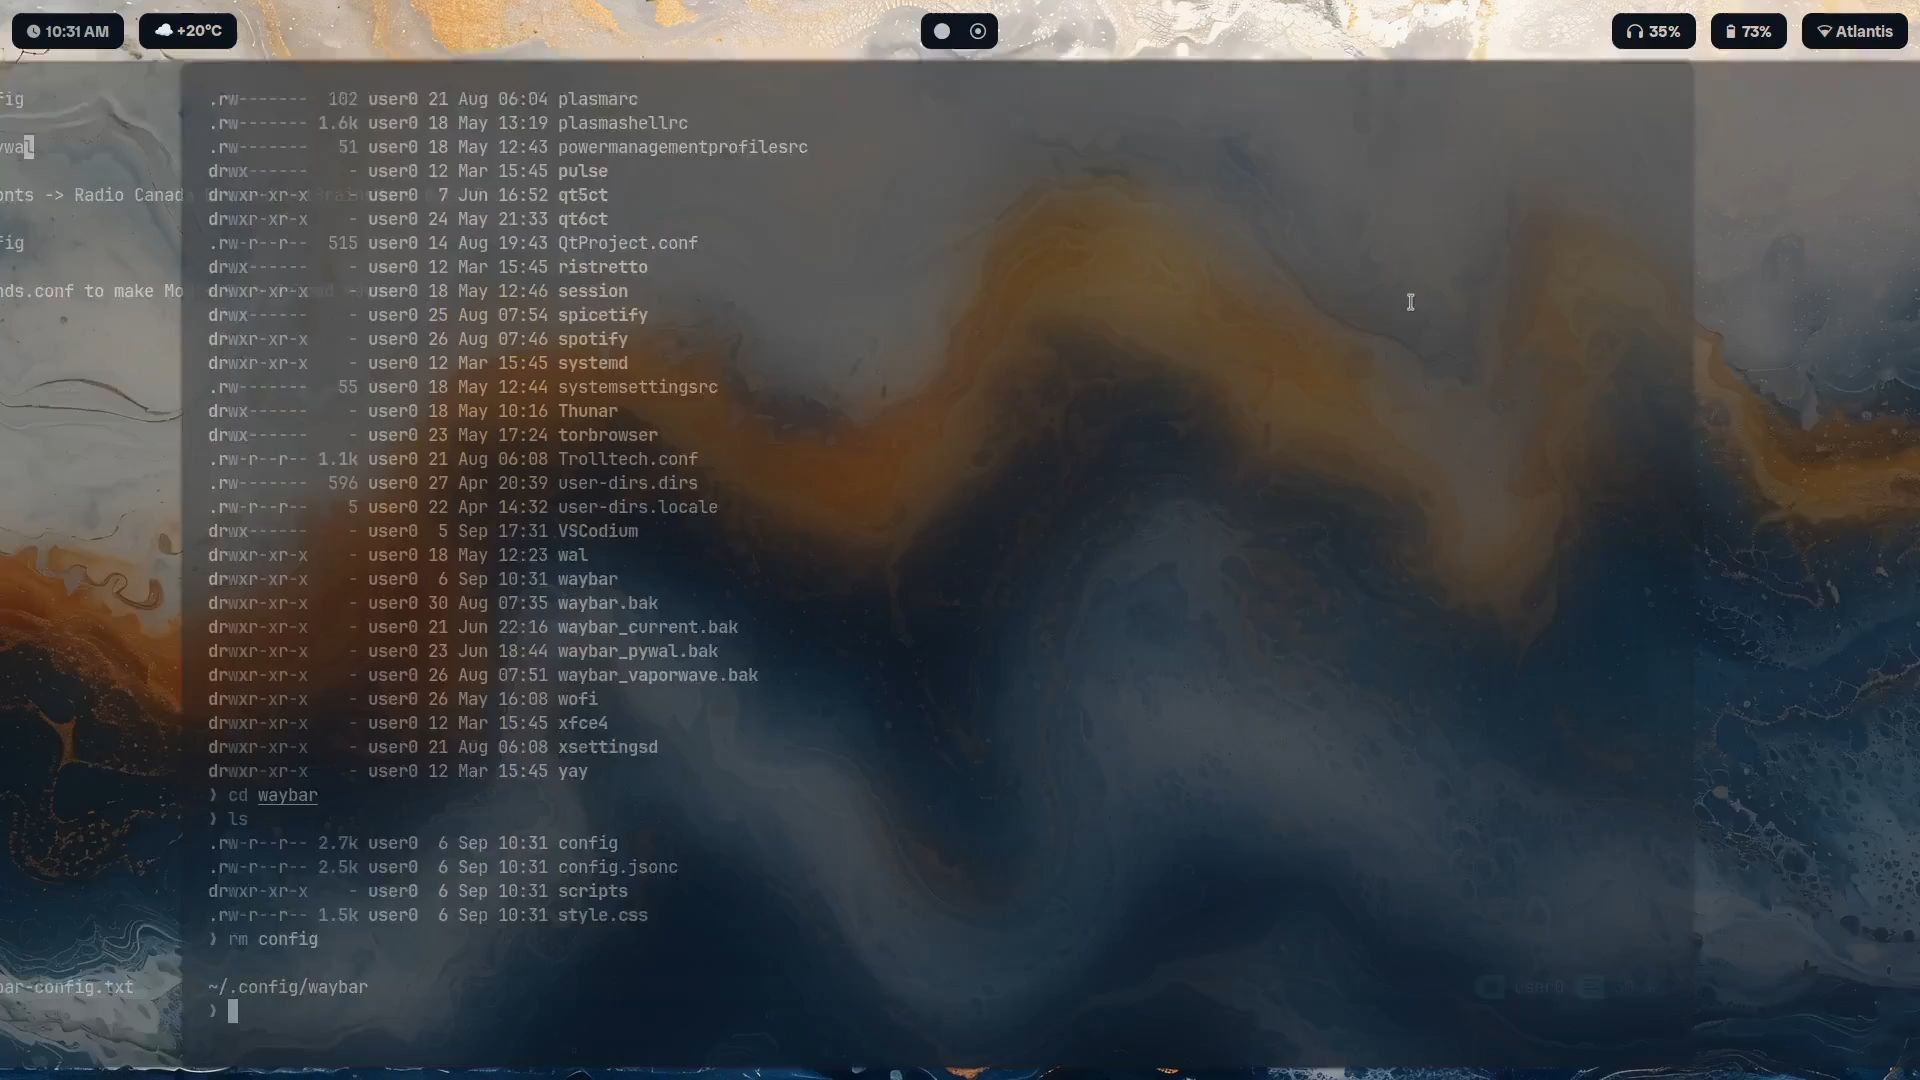 10:31 AM
+20°C
35%
73%
Atlantis
fig
ywal
onts -> Radio Canad
fig
nds.conf to make Mo
bar-config.txt
.rw------- 102 user0 21 Aug 06:04 plasmarc
.rw------- 1.6k user0 18 May 13:19 plasmashellrc
.rw------- 51 user0 18 May 12:43 powermanagementprofilesrc
drwx------ - user0 12 Mar 15:45 pulse
drwxr-xr-x - user0 7 Jun 16:52 qt5ct
drwxr-xr-x - user0 24 May 21:33 qt6ct
.rw-r--r-- 515 user0 14 Aug 19:43 QtProject.conf
drwx------ - user0 12 Mar 15:45 ristretto
drwxr-xr-x - user0 18 May 12:46 session
drwx------ - user0 25 Aug 07:54 spicetify
drwxr-xr-x - user0 26 Aug 07:46 spotify
drwxr-xr-x - user0 12 Mar 15:45 systemd
.rw------- 55 user0 18 May 12:44 systemsettingsrc
drwx------ - user0 18 May 10:16 Thunar
drwx------ - user0 23 May 17:24 torbrowser
.rw-r--r-- 1.1k user0 21 Aug 06:08 Trolltech.conf
.rw------- 596 user0 27 Apr 20:39 user-dirs.dirs
.rw-r--r-- 5 user0 22 Apr 14:32 user-dirs.locale
drwx------ - user0 5 Sep 17:31 VSCodium
drwxr-xr-x - user0 18 May 12:23 wal
drwxr-xr-x - user0 6 Sep 10:31 waybar
drwxr-xr-x - user0 30 Aug 07:35 waybar.bak
drwxr-xr-x - user0 21 Jun 22:16 waybar_current.bak
drwxr-xr-x - user0 23 Jun 18:44 waybar_pywal.bak
drwxr-xr-x - user0 26 Aug 07:51 waybar_vaporwave.bak
drwxr-xr-x - user0 26 May 16:08 wofi
drwxr-xr-x - user0 12 Mar 15:45 xfce4
drwxr-xr-x - user0 21 Aug 06:08 xsettingsd
drwxr-xr-x - user0 12 Mar 15:45 yay
❯ cd waybar
❯ ls
.rw-r--r-- 2.7k user0 6 Sep 10:31 config
.rw-r--r-- 2.5k user0 6 Sep 10:31 config.jsonc
drwxr-xr-x - user0 6 Sep 10:31 scripts
.rw-r--r-- 1.5k user0 6 Sep 10:31 style.css
❯ rm config
~/.config/waybar
user0
❯